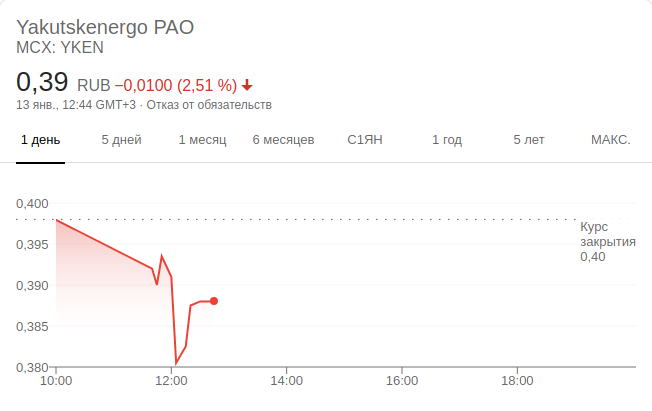 Yakutskenergo PAO
MCX: YKEN
0,39 RUB −0,0100 (2,51 %)
13 янв., 12:44 GMT+3 · Отказ от обязательств
1 день 5 дней 1 месяц 6 месяцев С1ЯН 1 год 5 лет МАКС.
0,400
Курс
закрытия
0,40
0,395
0,390
0,385
0,380
10:00 12:00 14:00 16:00 18:00